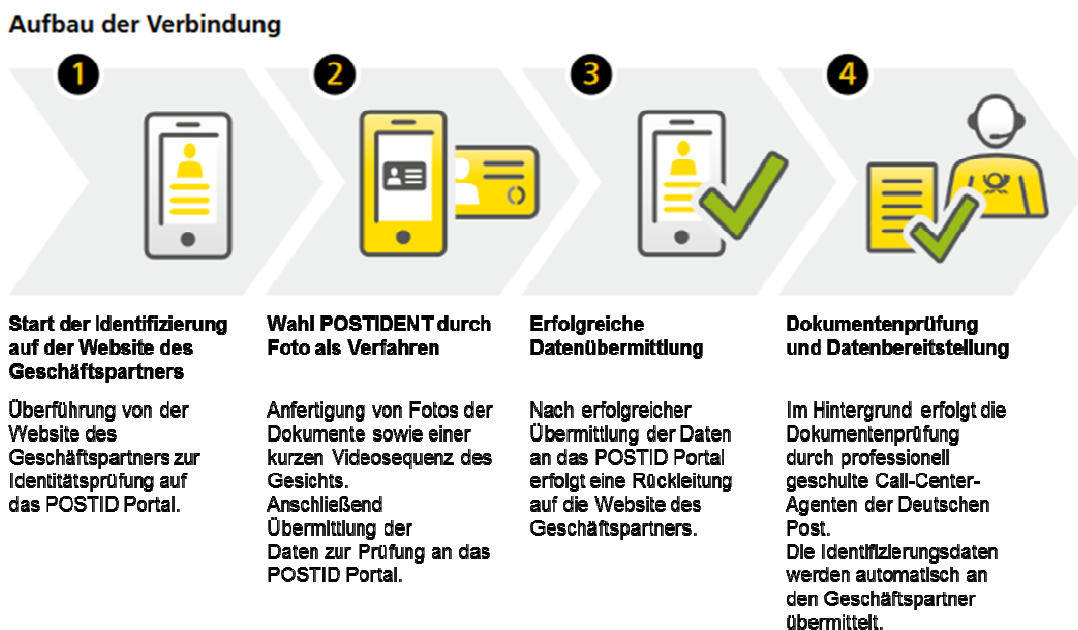 Aufbau der Verbindung
1
2
3
4
Start der Identifizierung
auf der Website des
Geschäftspartners
Überführung von der
Website des
Geschäftspartners zur
Identitätsprüfung auf
das POSTID Portal.
Wahl POSTIDENT durch
Foto als Verfahren
Anfertigung von Fotos der
Dokumente sowie einer
kurzen Videosequenz des
Gesichts.
Anschließend
Übermittlung der
Daten zur Prüfung an das
POSTID Portal.
Erfolgreiche
Datenübermittlung
Nach erfolgreicher
Übermittlung der Daten
an das POSTID Portal
erfolgt eine Rückleitung
auf die Website des
Geschäftspartners.
Dokumentenprüfung
und Datenbereitstellung
Im Hintergrund erfolgt die
Dokumentenprüfung
durch professionell
geschulte Call-Center-
Agenten der Deutschen
Post.
Die Identifizierungsdaten
werden automatisch an
den Geschäftspartner
übermittelt.